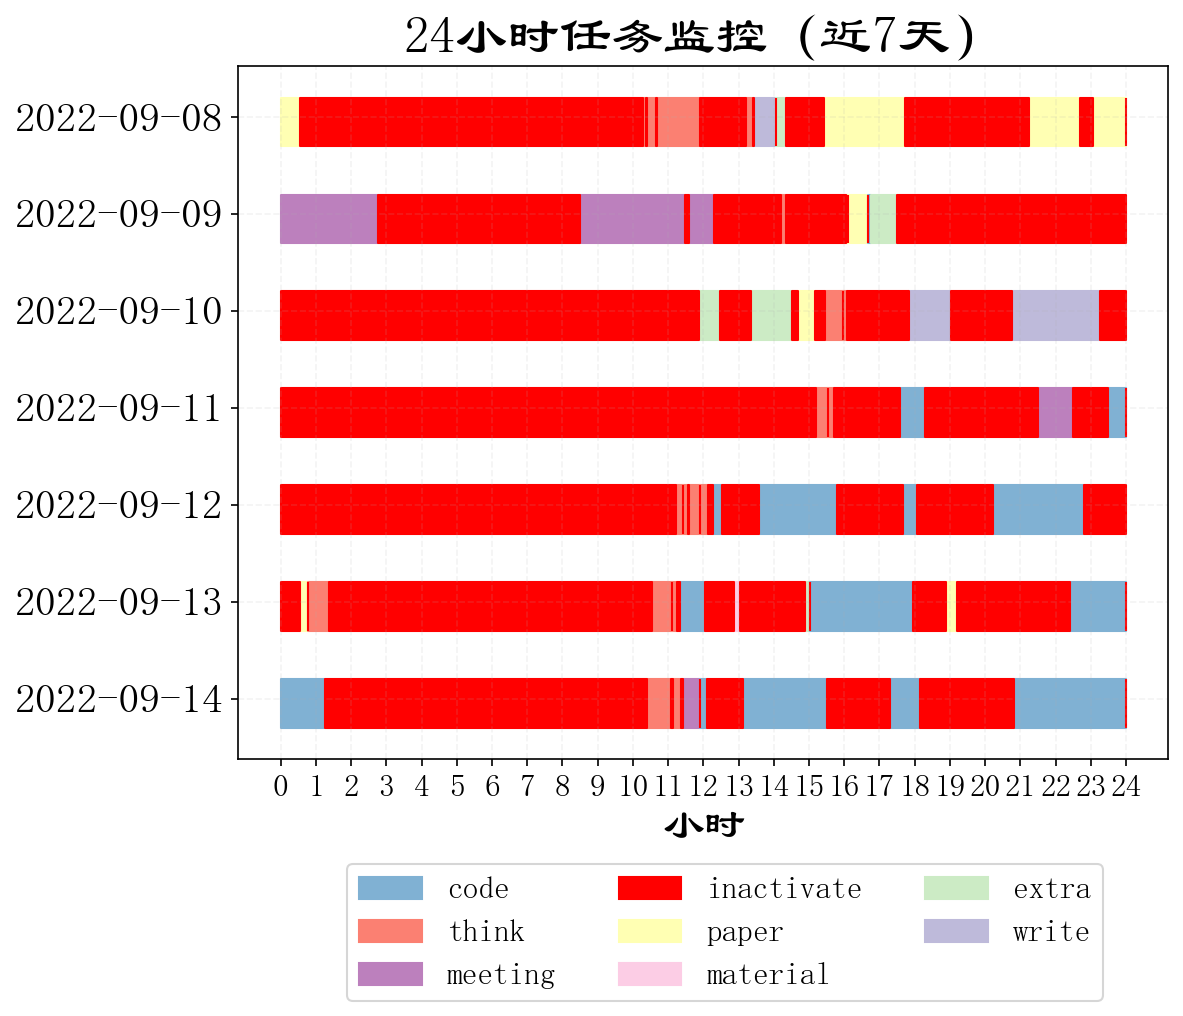 24小时任务监控 (近7天)
2022-09-08
2022-09-09
2022-09-10
2022-09-11
2022-09-12
2022-09-13
2022-09-14
0 1 2 3 4 5 6 7 8 9 10 11 12 13 14 15 16 17 18 19 20 21 22 23 24
小时
code inactivate extra
think paper write
meeting material